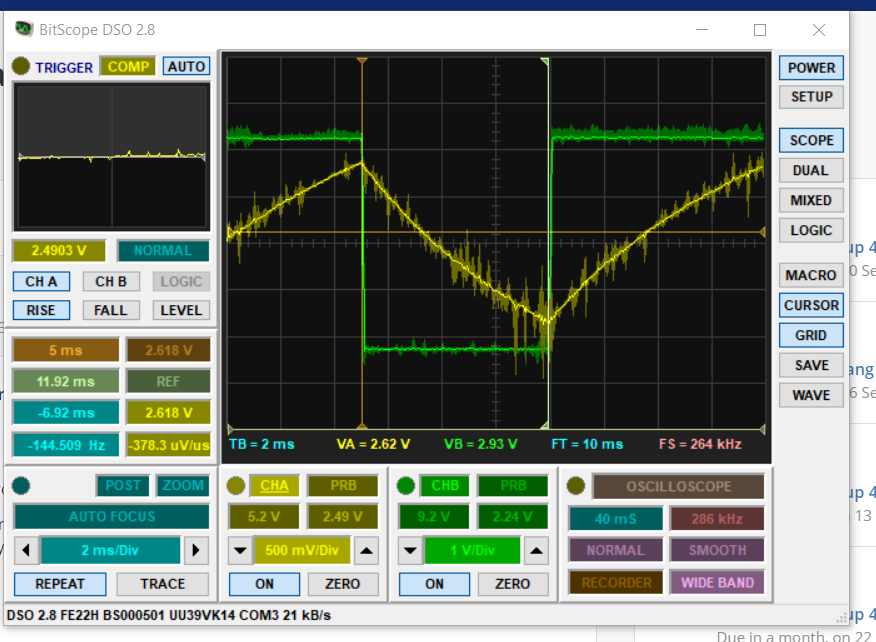 BitScope DSO 2.8
TRIGGER COMP AUTO
2.4903 V NORMAL
CH A CH B LOGIC
RISE FALL LEVEL
5 ms 2.618 V
11.92 ms REF
-6.92 ms 2.618 V
-144.509 Hz -378.3 uV/us
POST ZOOM
AUTO FOCUS
2 ms/Div
REPEAT TRACE
TB = 2 ms VA = 2.62 V VB = 2.93 V FT = 10 ms FS = 264 kHz
CHA PRB
5.2 V 2.49 V
500 mV/Div
ON ZERO
CHB PRB
9.2 V 2.24 V
1 V/Div
ON ZERO
OSCILLOSCOPE
40 mS 286 kHz
NORMAL SMOOTH
RECORDER WIDE BAND
POWER
SETUP
SCOPE
DUAL
MIXED
LOGIC
MACRO
CURSOR
GRID
SAVE
WAVE
DSO 2.8 FE22H BS000501 UU39VK14 COM3 21 kB/s
up 4
0 Se
ang
6 Se
up 4
13
up 4
Due in a month, on 22